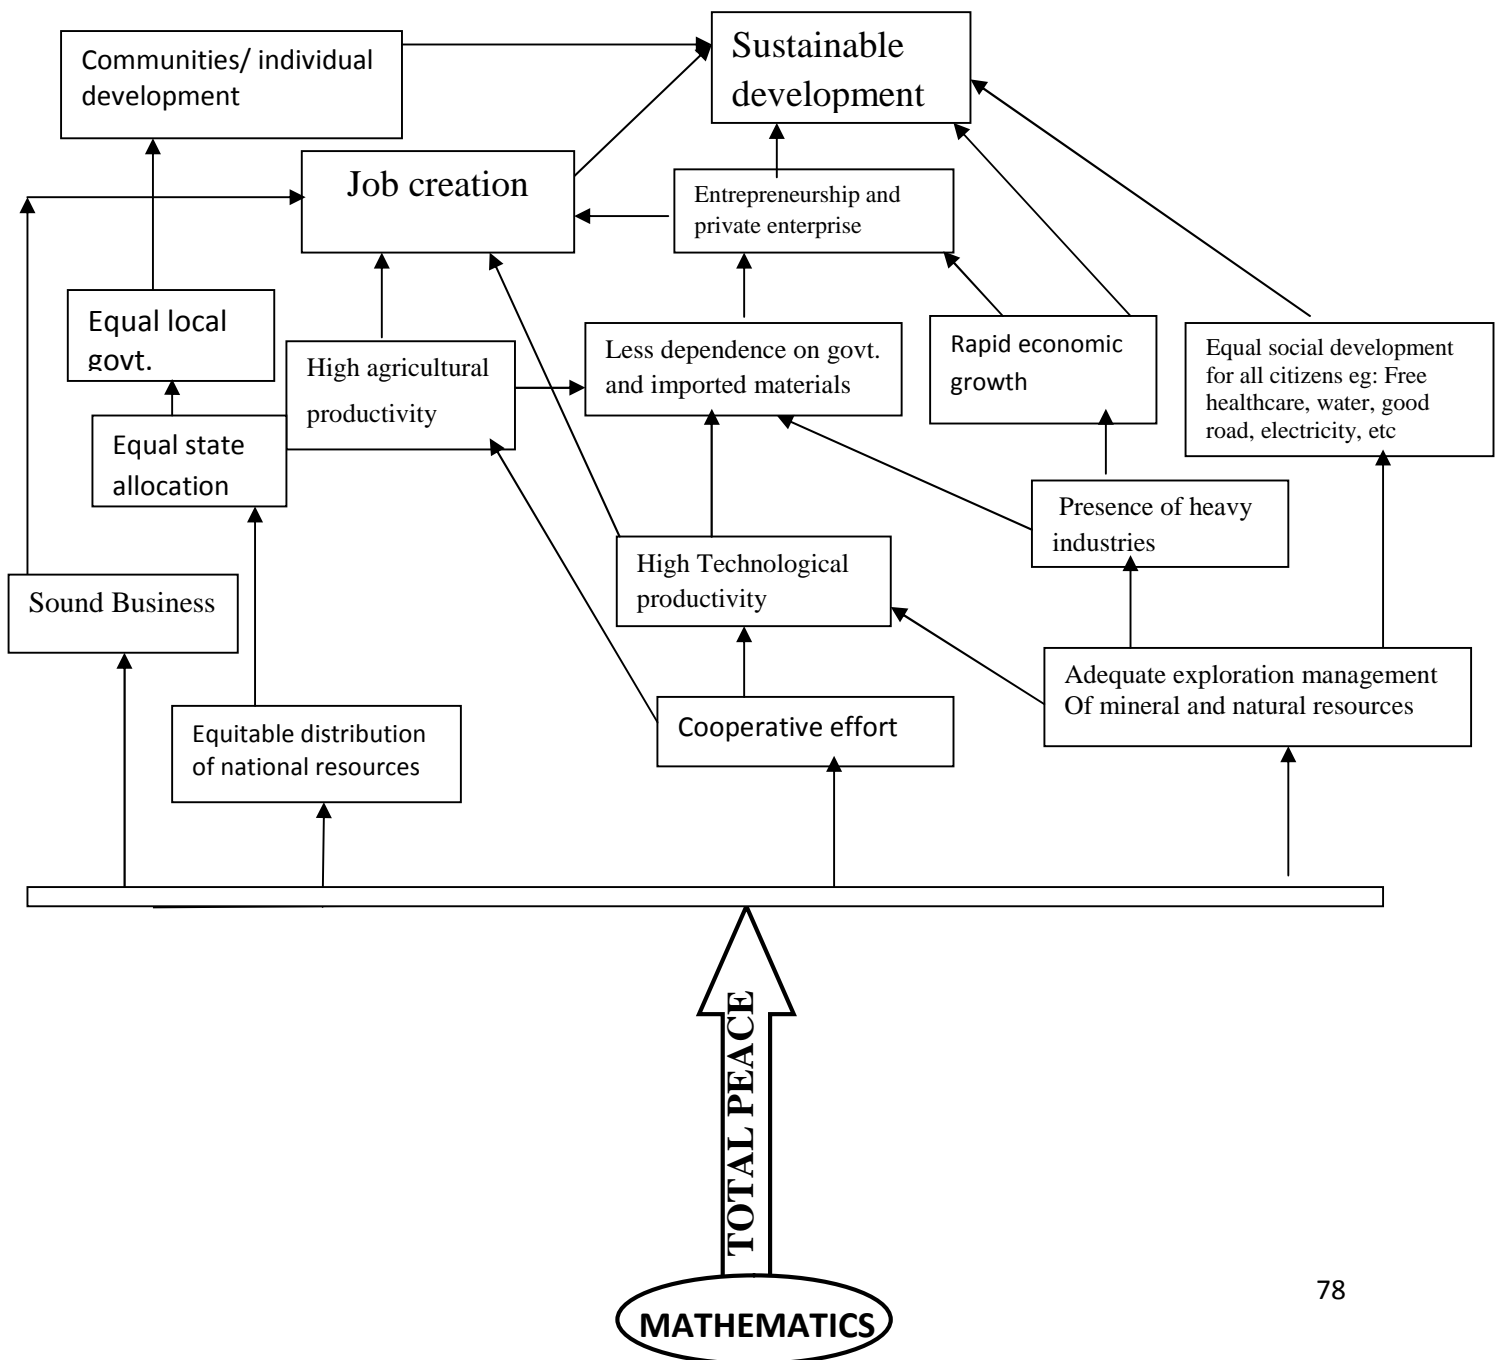 Communities/ individual
development
Sustainable
development
Job creation
Entrepreneurship and
private enterprise
Equal local
govt.
High agricultural
productivity
Less dependence on govt.
and imported materials
Rapid economic
growth
Equal social development
for all citizens eg: Free
healthcare, water, good
road, electricity, etc
Equal state
allocation
Presence of heavy
industries
High Technological
productivity
Sound Business
Adequate exploration management
Of mineral and natural resources
Equitable distribution
of national resources
Cooperative effort
TOTAL PEACE
MATHEMATICS
78